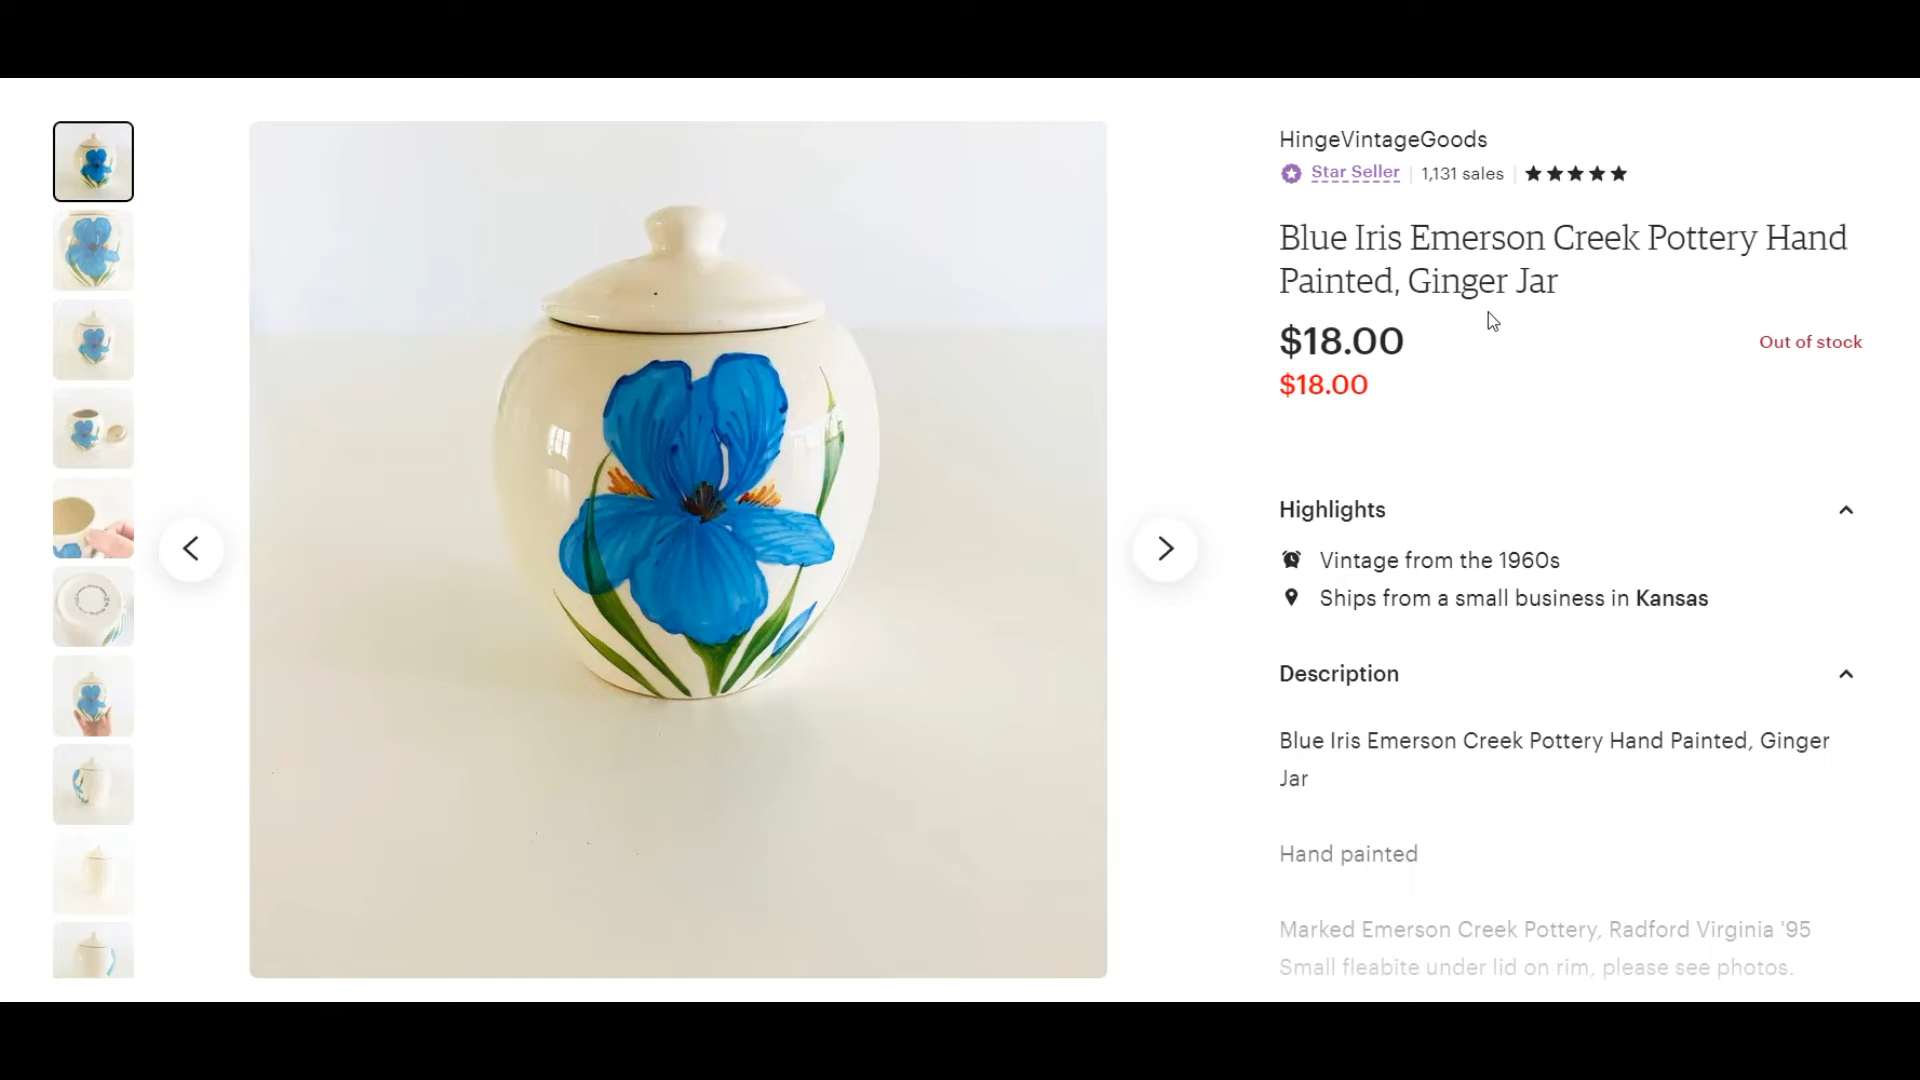 HingeVintageGoods
Star Seller | 1,131 sales
Blue Iris Emerson Creek Pottery Hand
Painted, Ginger Jar
$18.00
Out of stock
$18.00
Highlights
Vintage from the 1960s
Ships from a small business in Kansas
Description
Blue Iris Emerson Creek Pottery Hand Painted, Ginger
Jar
Hand painted
Marked Emerson Creek Pottery, Radford Virginia '95
Small fleabite under lid on rim, please see photos.